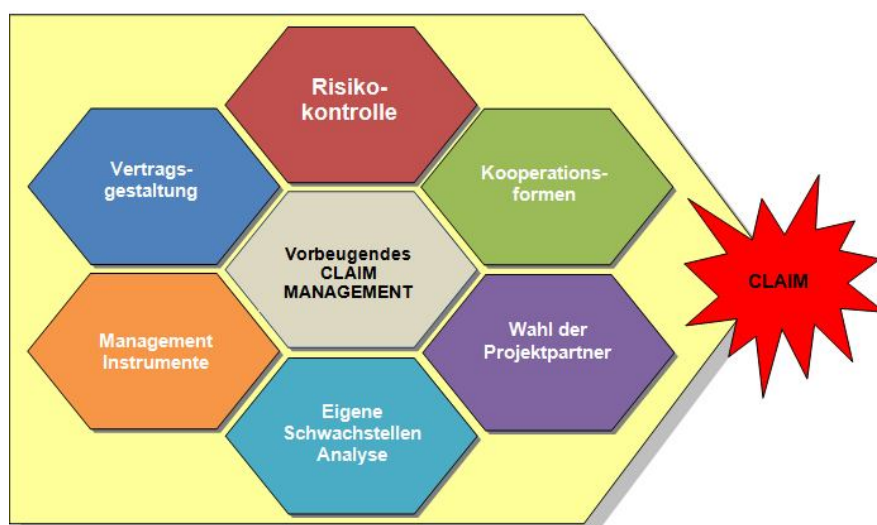 Risiko-
kontrolle
Vertrags-
gestaltung
Kooperations-
formen
Vorbeugendes
CLAIM
MANAGEMENT
CLAIM
Management
Instrumente
Wahl der
Projektpartner
Eigene
Schwachstellen
Analyse